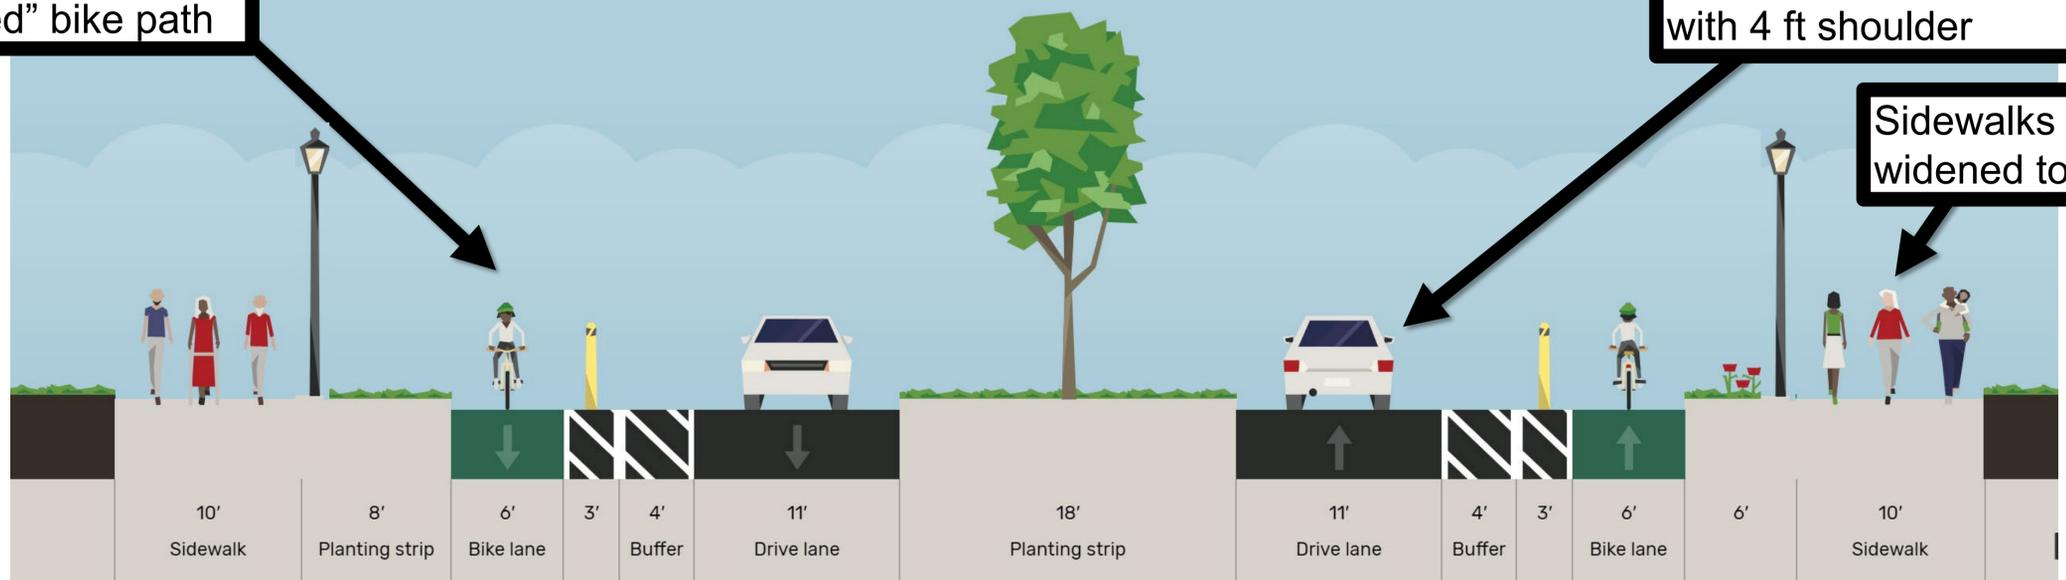 ed” bike path
with 4 ft shoulder
Sidewalks
widened to
10′ 8′ 6′ 3′ 4′ 11′ 18′ 11′ 4′ 3′ 6′ 6′ 10′
Sidewalk Planting strip Bike lane Buffer Drive lane Planting strip Drive lane Buffer Bike lane Sidewalk